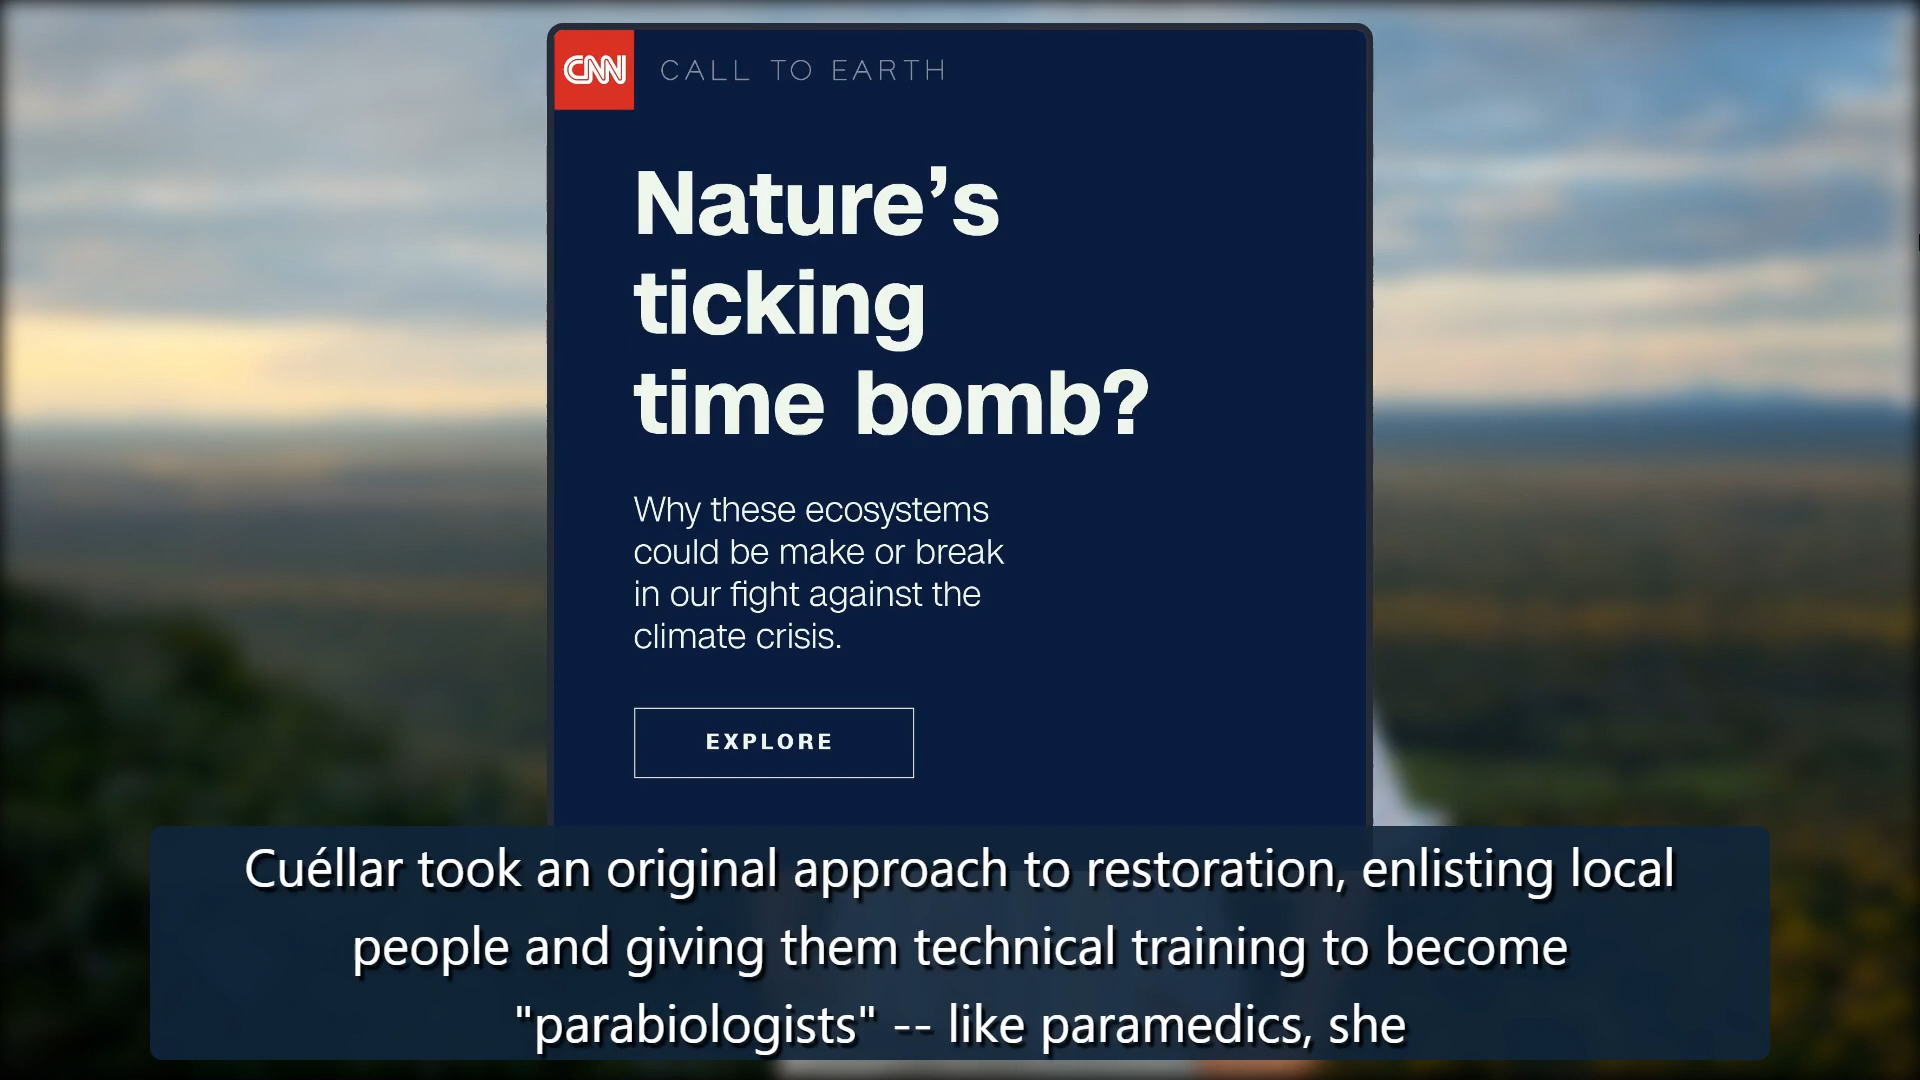 CNN CALL TO EARTH
Nature’s
ticking
time bomb?
Why these ecosystems
could be make or break
in our fight against the
climate crisis.
EXPLORE
Cuéllar took an original approach to restoration, enlisting local
people and giving them technical training to become
"parabiologists" -- like paramedics, she